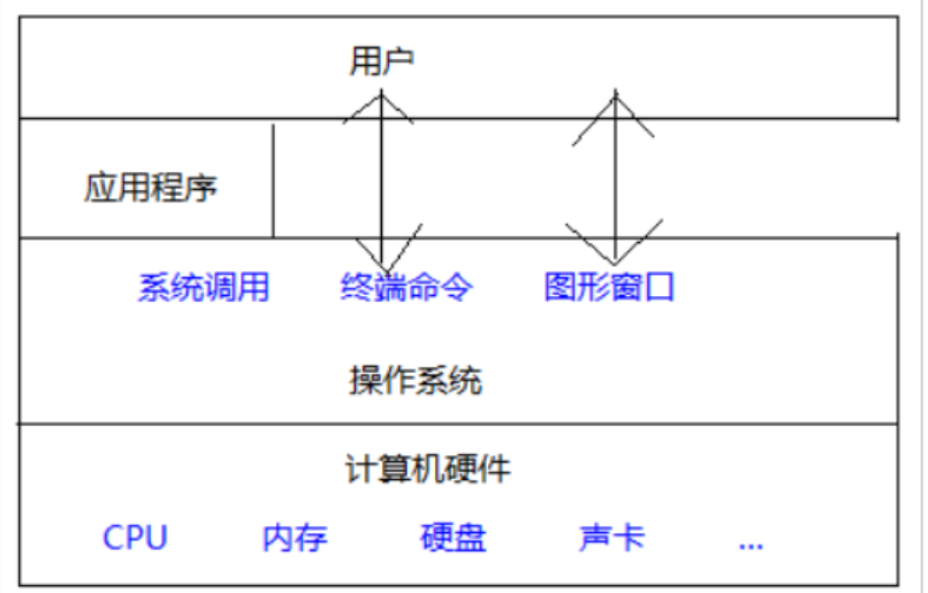 用户
应用程序
系统调用 终端命令 图形窗口
操作系统
计算机硬件
CPU 内存 硬盘 声卡 ...